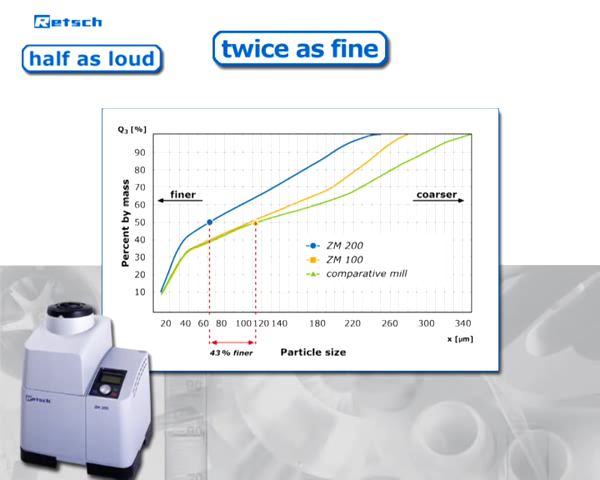 Retsch
half as loud
twice as fine
Q3 [%]
90
80
70
60
50
40
30
20
10
Percent by mass
finer
coarser
ZM 200
ZM 100
comparative mill
20 40 60 80 100 120 140 180 220 260 300 340
x [µm]
43% finer
Particle size
Retsch
ZM 200